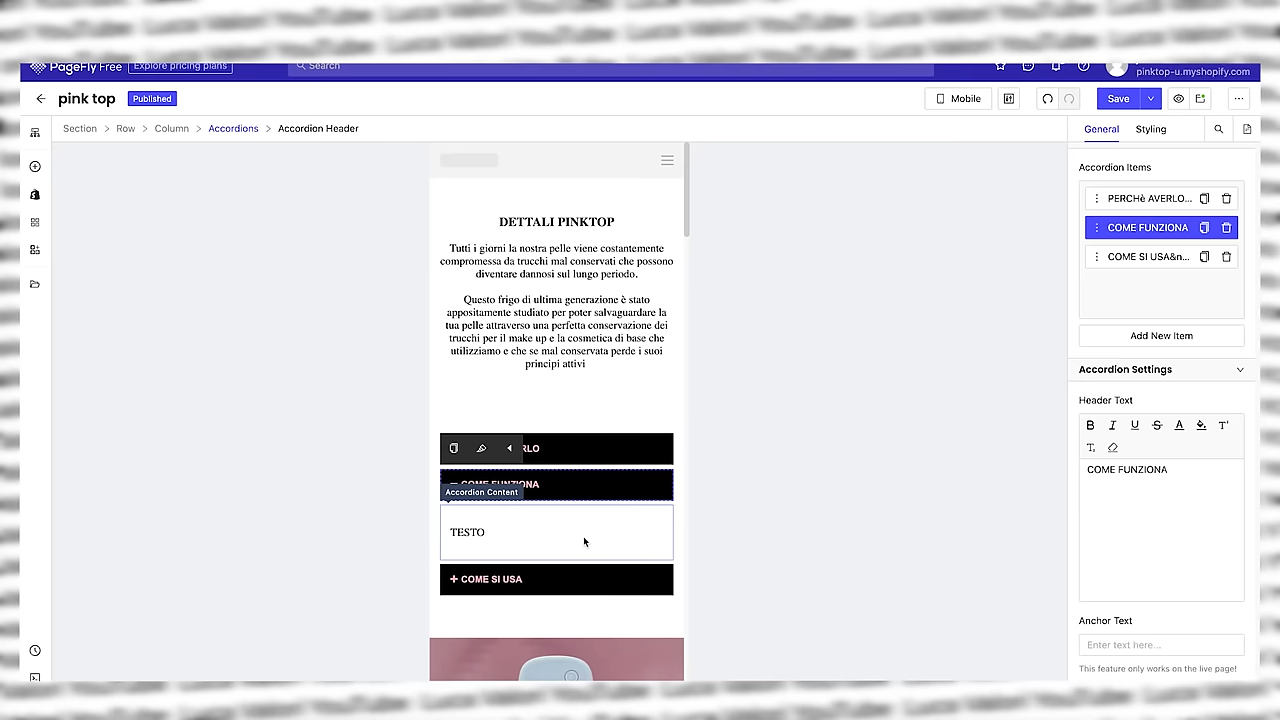 PageFly Free
Explore pricing plans
Search
pinktop-u.myshopify.com
pink top
Published
Mobile
Save
Section > Row > Column > Accordions > Accordion Header
General
Styling
DETTALI PINKTOP
Tutti i giorni la nostra pelle viene costantemente
compromessa da trucchi mal conservati che possono
diventare dannosi sul lungo periodo.
Questo frigo di ultima generazione è stato
appositamente studiato per poter salvaguardare la
tua pelle attraverso una perfetta conservazione dei
trucchi per il make up e la cosmetica di base che
utilizziamo e che se mal conservata perde i suoi
principi attivi
RLO
COME FUNZIONA
Accordion Content
TESTO
+ COME SI USA
Accordion Items
PERCHè AVERLO...
COME FUNZIONA
COME SI USA&n...
Add New Item
Accordion Settings
Header Text
B I U S A T
COME FUNZIONA
Anchor Text
Enter text here...
This feature only works on the live page!